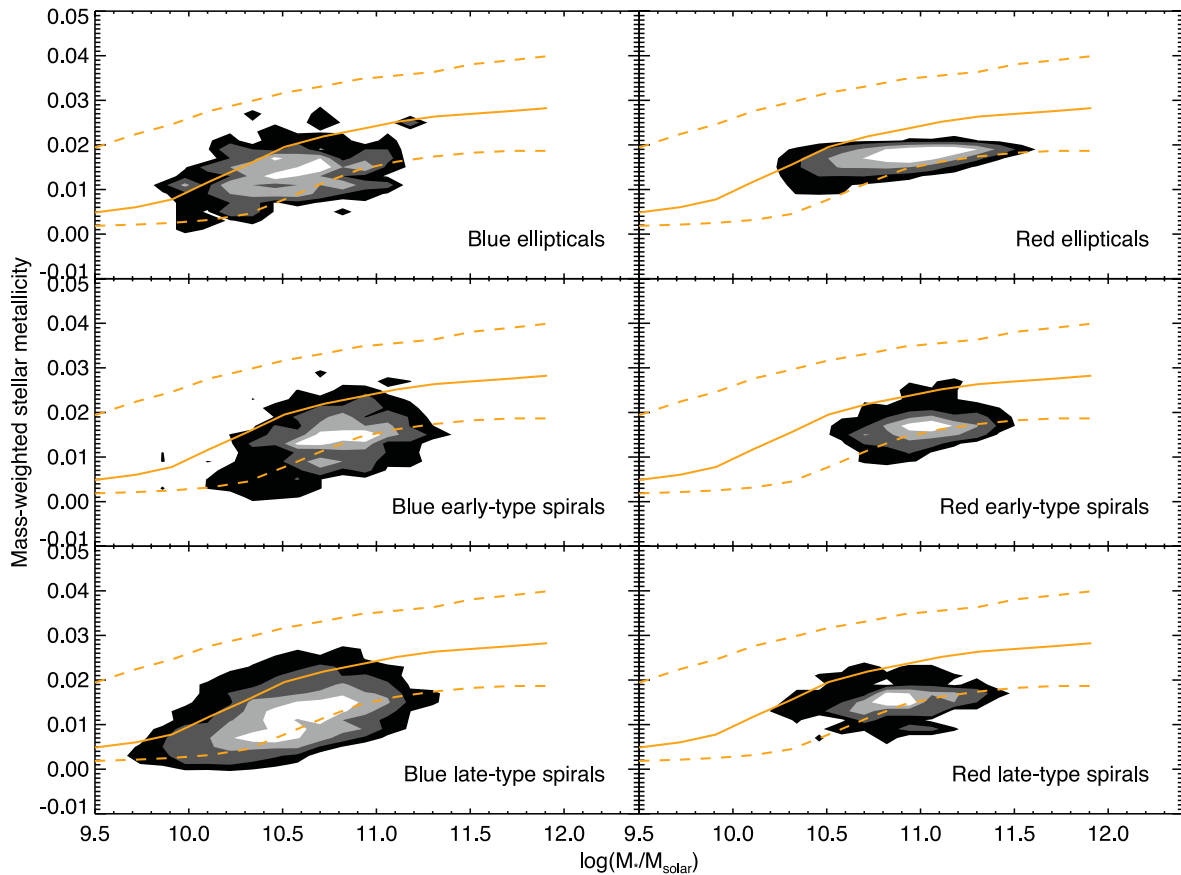 0.05
0.04
0.03
0.02
0.01
0.00
-0.01
Blue ellipticals
Red ellipticals
0.05
0.04
0.03
0.02
0.01
0.00
-0.01
Blue early-type spirals
Red early-type spirals
0.05
0.04
0.03
0.02
0.01
0.00
-0.01
Blue late-type spirals
Red late-type spirals
9.5 10.0 10.5 11.0 11.5 12.0
9.5 10.0 10.5 11.0 11.5 12.0
Mass-weighted stellar metallicity
log(M*/Msolar)